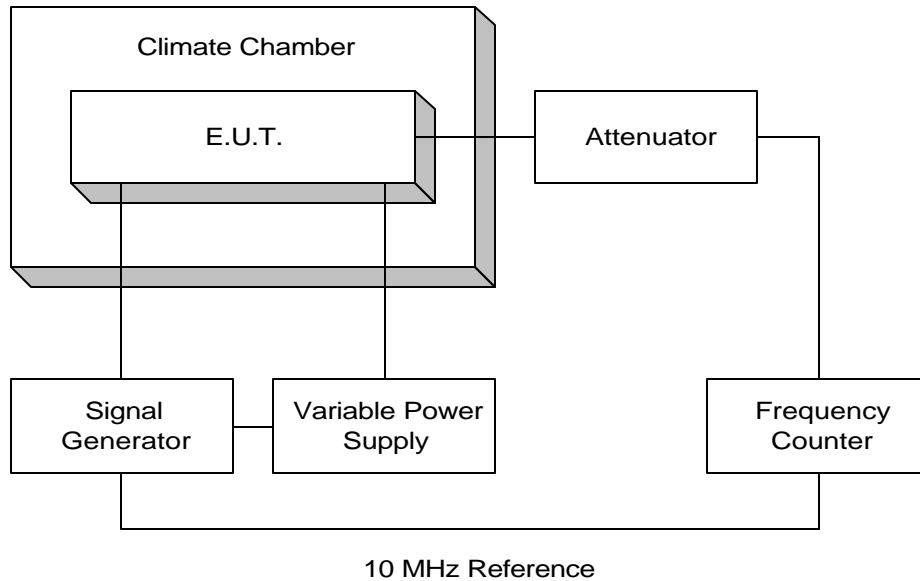 Climate Chamber
E.U.T.
Attenuator
Signal
Generator
Variable Power
Supply
Frequency
Counter
10 MHz Reference